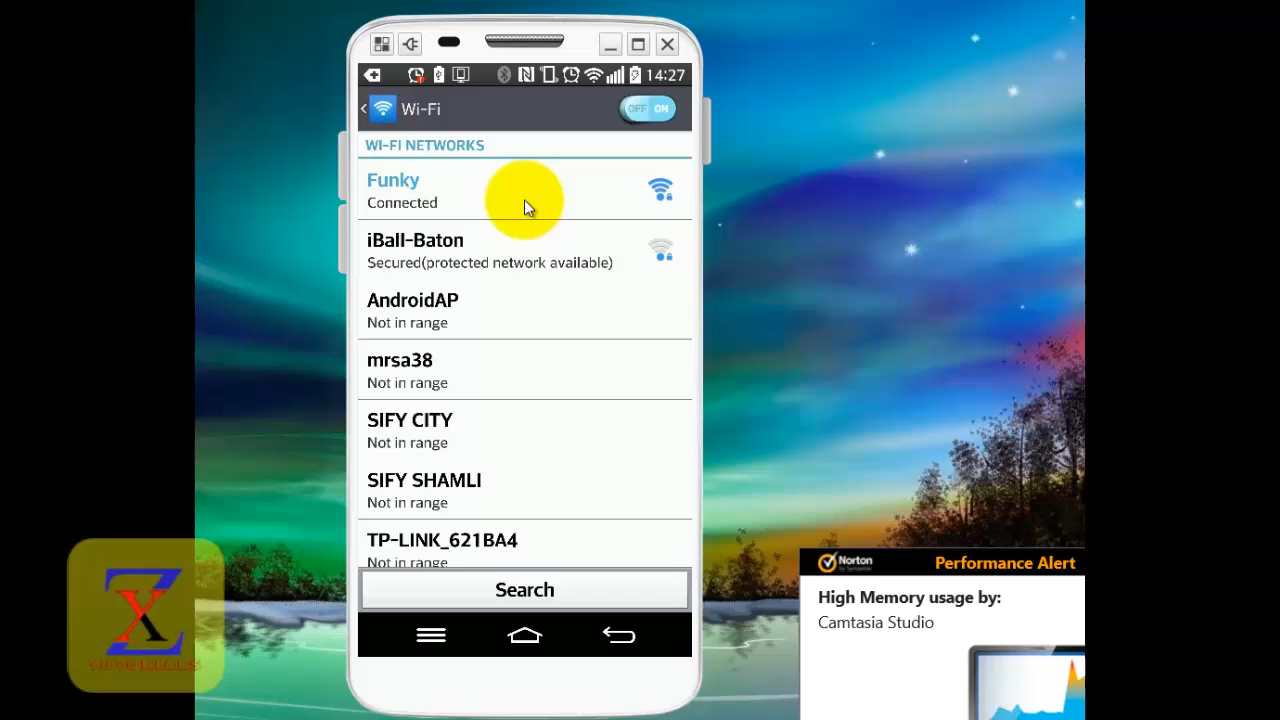 14:27
Wi-Fi
OFF ON
WI-FI NETWORKS
Funky
Connected
iBall-Baton
Secured(protected network available)
AndroidAP
Not in range
mrsa38
Not in range
SIFY CITY
Not in range
SIFY SHAMLI
Not in range
TP-LINK_621BA4
Not in range
Search
Norton
by Symantec
Performance Alert
High Memory usage by:
Camtasia Studio